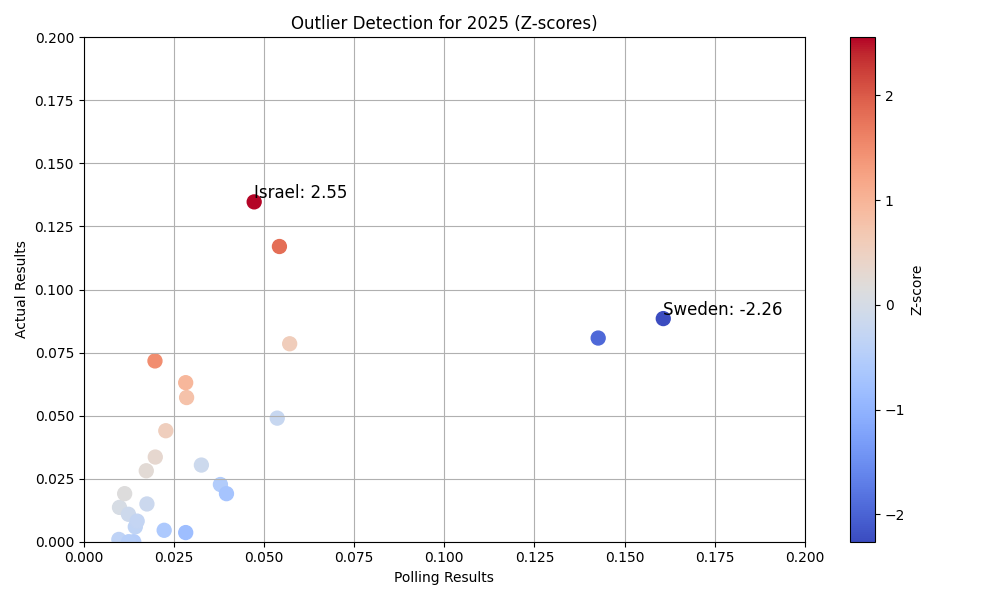 Outlier Detection for 2025 (Z-scores)
0.200
0.175
0.150
0.125
0.100
0.075
0.050
0.025
0.000
Actual Results
Israel: 2.55
Sweden: -2.26
0.000 0.025 0.050 0.075 0.100 0.125 0.150 0.175 0.200
Polling Results
2
1
0
−1
−2
Z-score